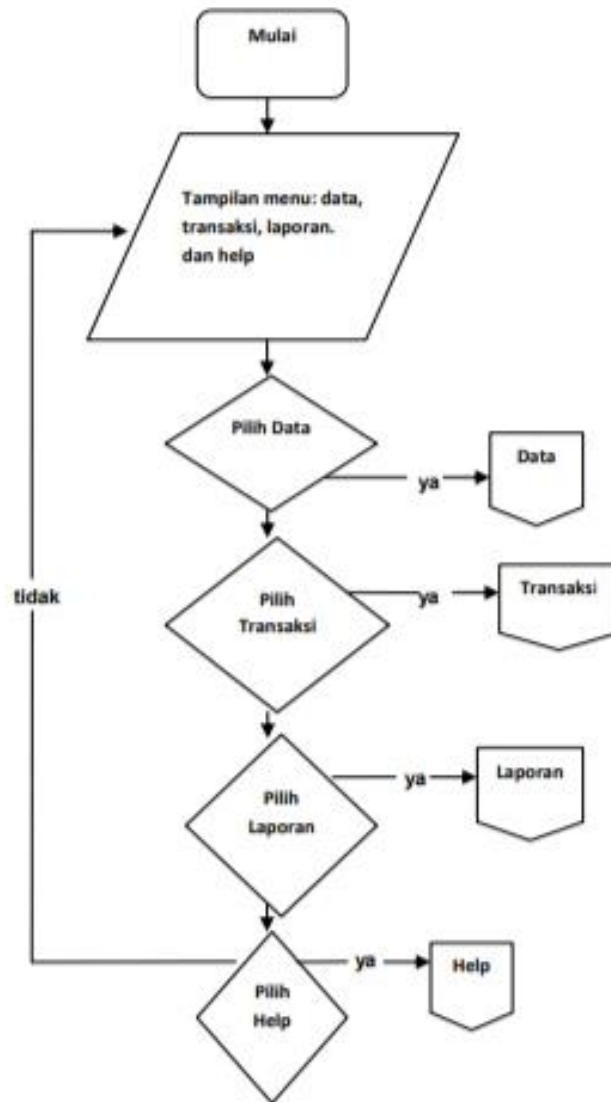 Mulai
Tampilan menu: data,
transaksi, laporan.
dan help
Pilih Data
ya
Data
tidak
Pilih
Transaksi
ya
Transaksi
Pilih
Laporan
ya
Laporan
Pilih
Help
ya
Help